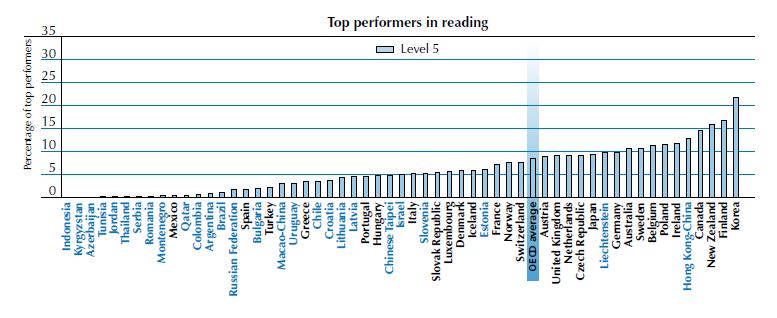 Top performers in reading
Level 5
Percentage of top performers
35
30
25
20
15
10
5
0
Indonesia
Kyrgyzstan
Azerbaijan
Tunisia
Jordan
Thailand
Serbia
Romania
Montenegro
Mexico
Qatar
Colombia
Argentina
Brazil
Russian Federation
Spain
Bulgaria
Turkey
Macao-China
Uruguay
Greece
Chile
Croatia
Lithuania
Latvia
Portugal
Hungary
Chinese Taipei
Israel
Italy
Slovenia
Slovak Republic
Luxembourg
Denmark
Iceland
Estonia
France
Norway
Switzerland
OECD average
Austria
United Kingdom
Netherlands
Czech Republic
Japan
Liechtenstein
Germany
Australia
Sweden
Belgium
Poland
Ireland
Hong Kong-China
Canada
New Zealand
Finland
Korea